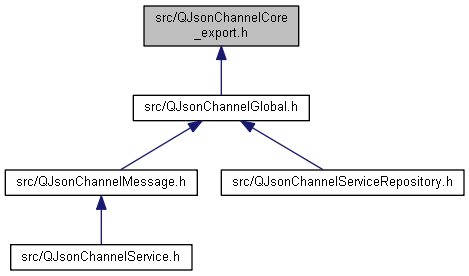 src/QJsonChannelCore
_export.h
src/QJsonChannelGlobal.h
src/QJsonChannelMessage.h
src/QJsonChannelServiceRepository.h
src/QJsonChannelService.h